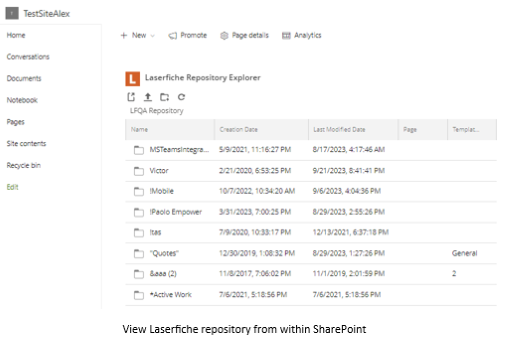 TestSiteAlex
Home
Conversations
Documents
Notebook
Pages
Site contents
Recycle bin
Edit
New
Promote
Page details
Analytics
L
Laserfiche Repository Explorer
LFQA Repository
Name Creation Date Last Modified Date Page Templat...
MSTeamsIntegra... 5/9/2021, 11:16:27 PM 8/17/2023, 4:17:46 AM
Victor 2/21/2020, 6:53:25 PM 9/21/2023, 8:41:41 PM
!Mobile 10/7/2022, 10:34:20 AM 9/6/2023, 4:04:36 PM
!Paolo Empower 3/31/2023, 7:00:25 PM 8/29/2023, 2:55:26 PM
!tas 7/9/2020, 10:33:17 PM 12/13/2021, 6:37:18 PM
"Quotes" 12/30/2019, 1:08:32 PM 8/29/2023, 1:27:26 PM General
&aaa (2) 11/8/2017, 7:06:02 PM 11/1/2019, 2:01:59 PM 2
*Active Work 7/6/2021, 5:18:56 PM 7/6/2021, 5:18:56 PM
View Laserfiche repository from within SharePoint